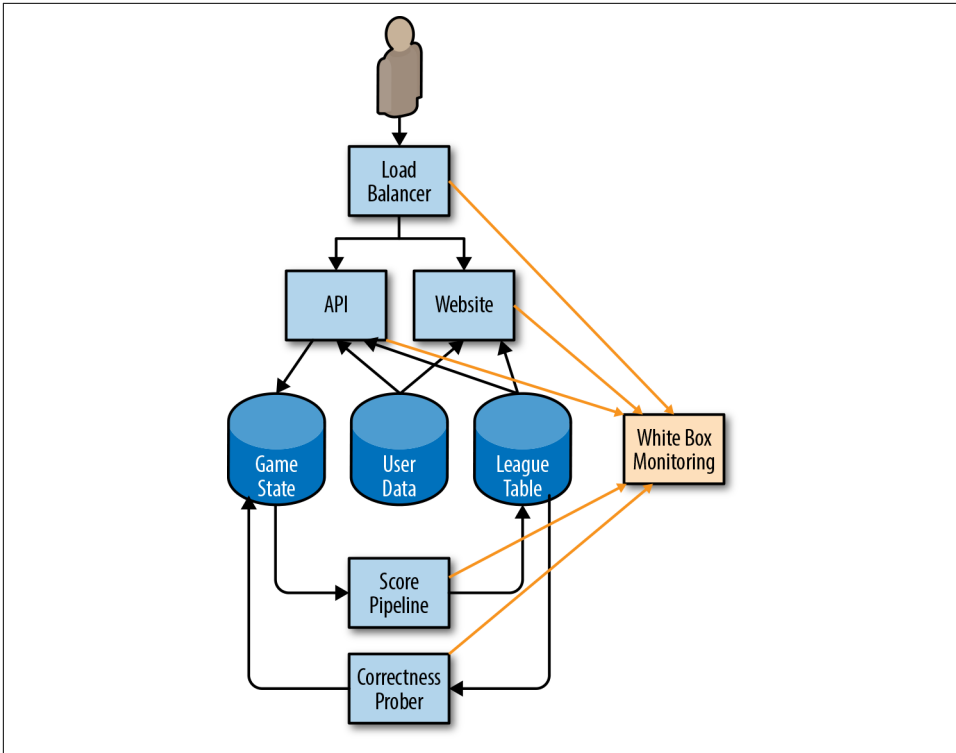 Load
Balancer
API
Website
Game
State
User
Data
League
Table
White Box
Monitoring
Score
Pipeline
Correctness
Prober